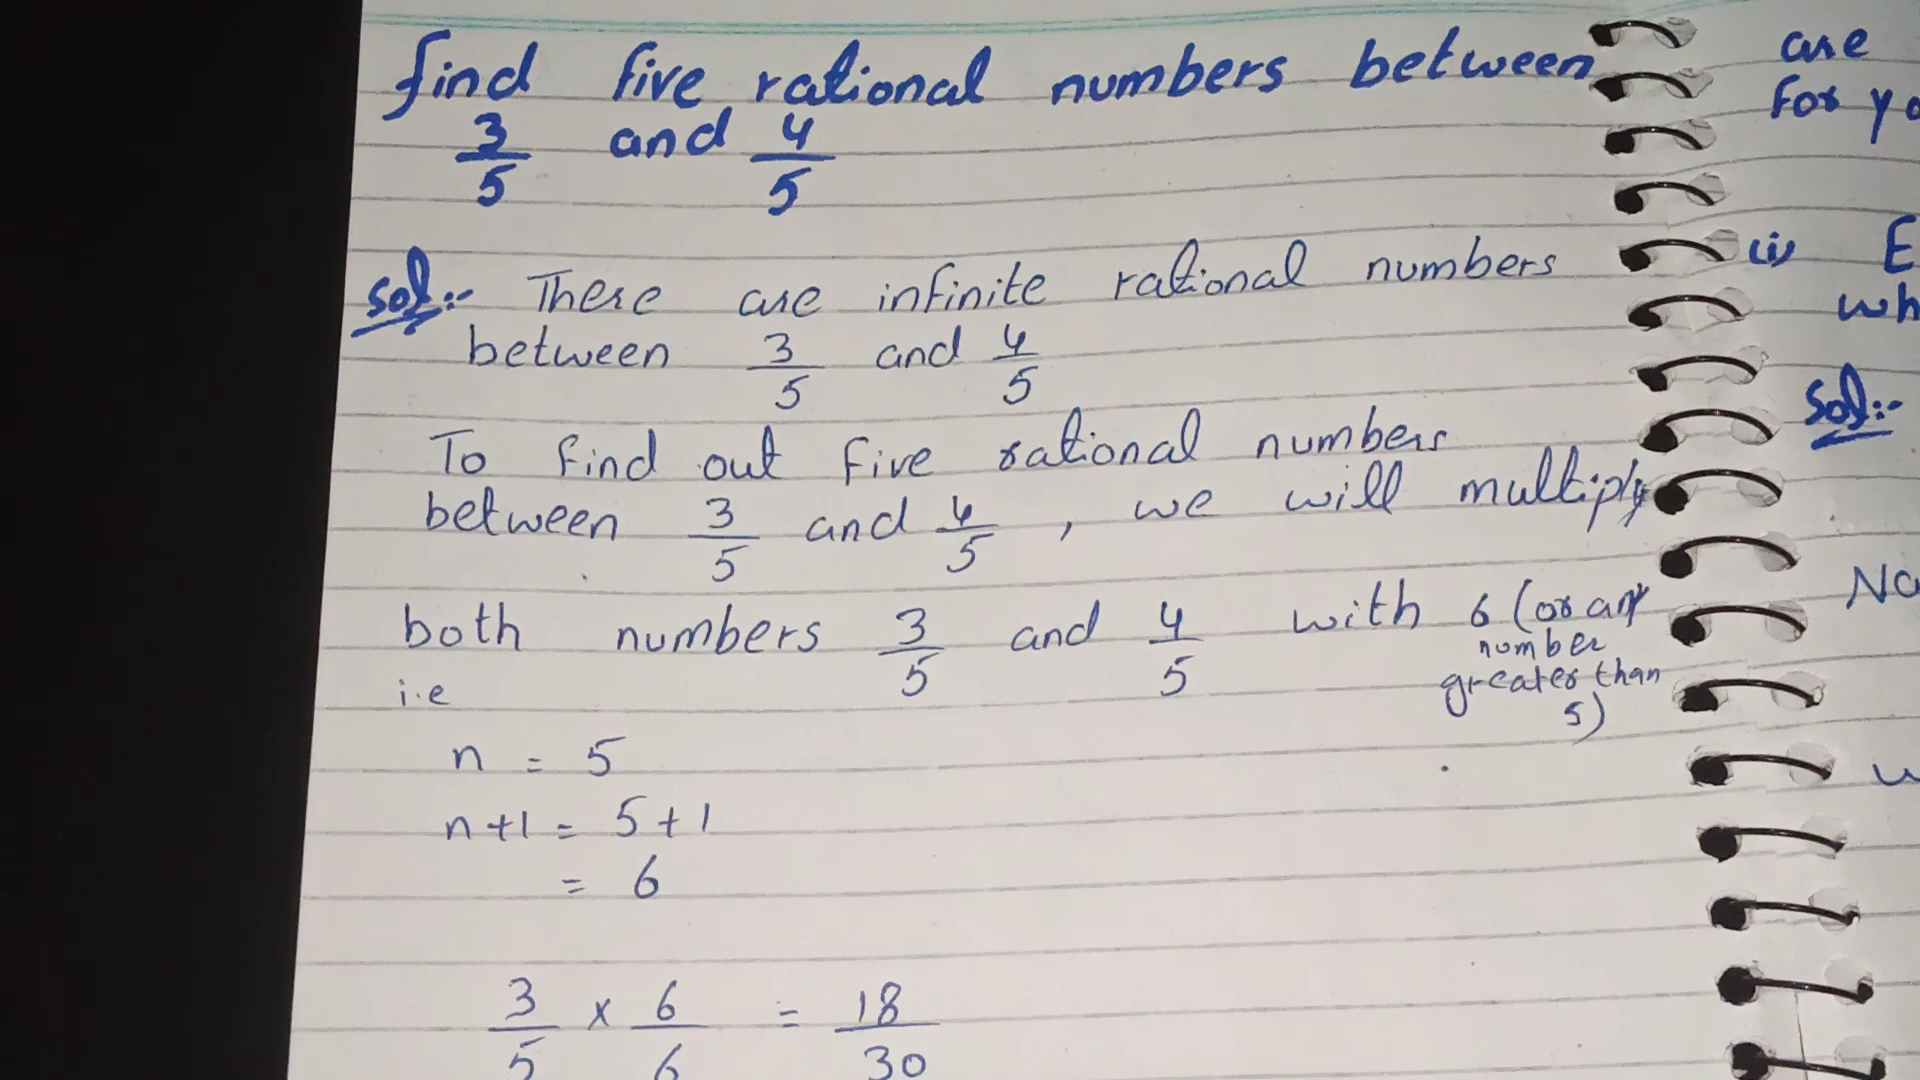 find five rational numbers between
3/5 and 4/5
Sol:- There are infinite rational numbers
between 3/5 and 4/5
To find out five rational numbers
between 3/5 and 4/5, we will multiply
both numbers 3/5 and 4/5 with 6 (or any
number
greater than
5)
i.e
n = 5
n+1 = 5+1
= 6
3/5 × 6/6 = 18/30
are
For yo
(i) E
wh
Sol:-
No